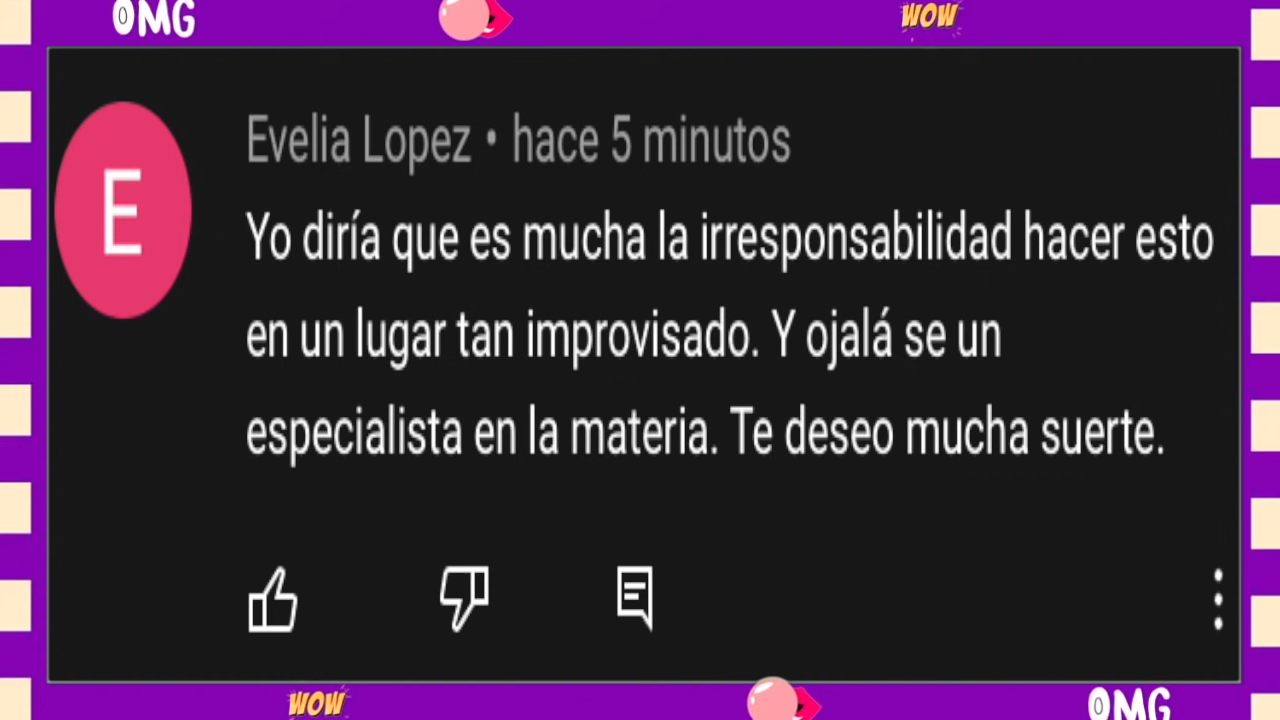 OMG
WOW
E
Evelia Lopez • hace 5 minutos
Yo diría que es mucha la irresponsabilidad hacer esto
en un lugar tan improvisado. Y ojalá se un
especialista en la materia. Te deseo mucha suerte.
WOW
OMG